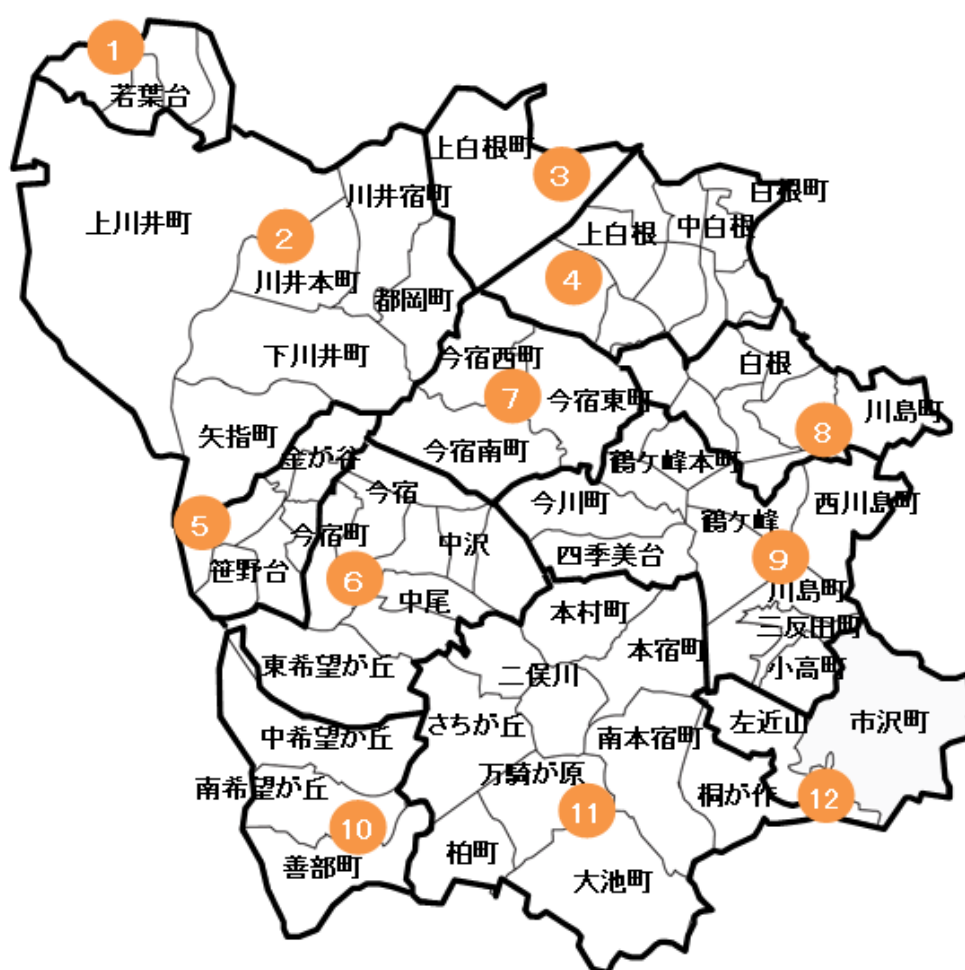 1
若葉台
上白根町
白根町
3
川井宿町
上川井町
上白根
中白根
2
4
川井本町
都岡町
下川井町
今宿西町
白根
7
今宿東町
川島町
8
矢指町
今宿南町
金が谷
鶴ケ峰本町
今宿
今川町
西川島町
5
今宿町
鶴ケ峰
中沢
四季美台
9
笹野台
6
川島町
中尾
本村町
三反田町
本宿町
東希望が丘
二俣川
小高町
さちが丘
左近山
市沢町
中希望が丘
南本宿町
万騎が原
南希望が丘
桐が作
12
11
10
柏町
善部町
大池町